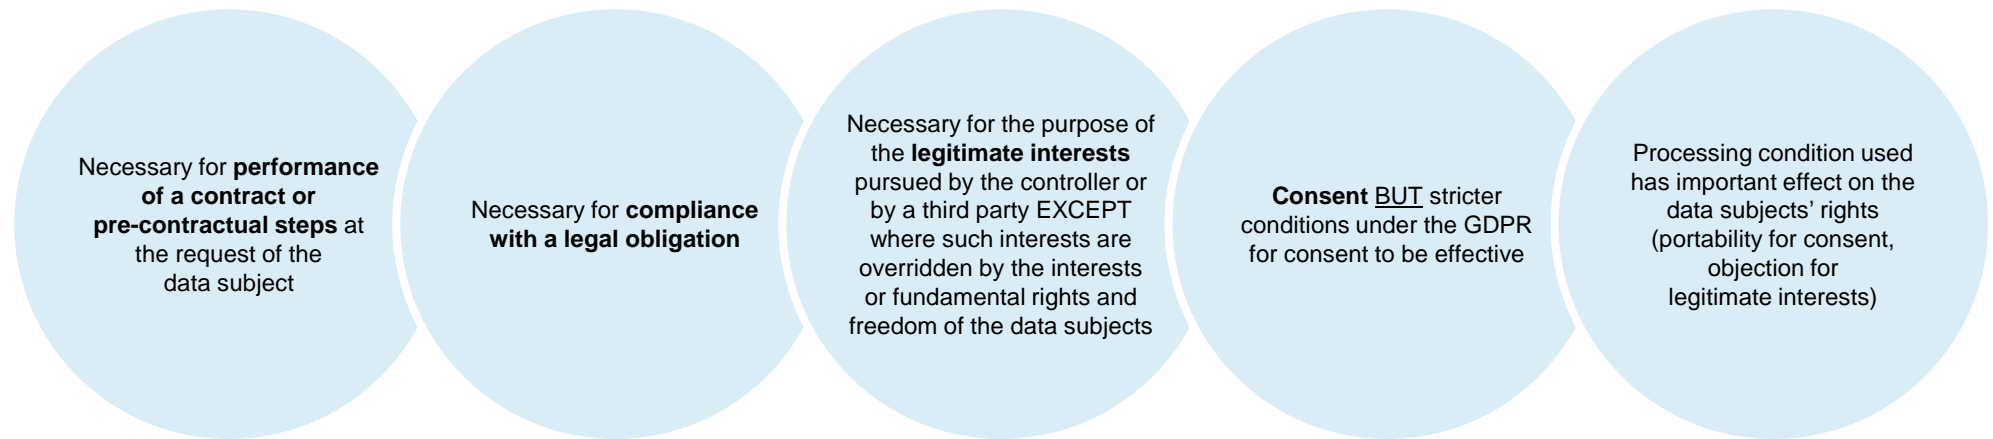 Necessary for performance
of a contract or
pre-contractual steps at
the request of the
data subject
Necessary for compliance
with a legal obligation
Necessary for the purpose of
the legitimate interests
pursued by the controller or
by a third party EXCEPT
where such interests are
overridden by the interests
or fundamental rights and
freedom of the data subjects
Consent BUT stricter
conditions under the GDPR
for consent to be effective
Processing condition used
has important effect on the
data subjects’ rights
(portability for consent,
objection for
legitimate interests)